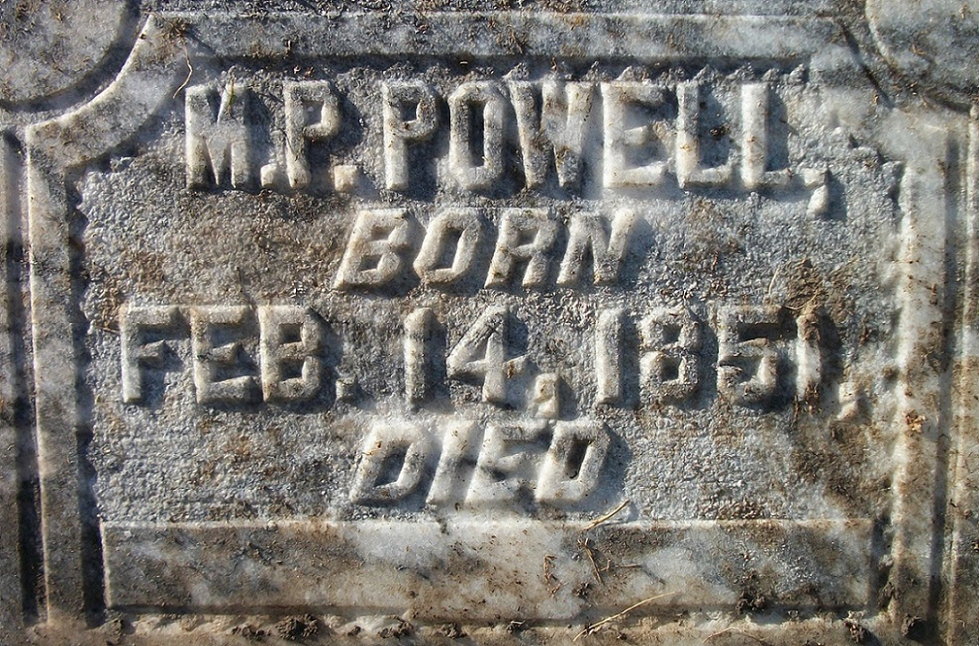 M.P. POWELL,
BORN
FEB. 14, 1851,
DIED